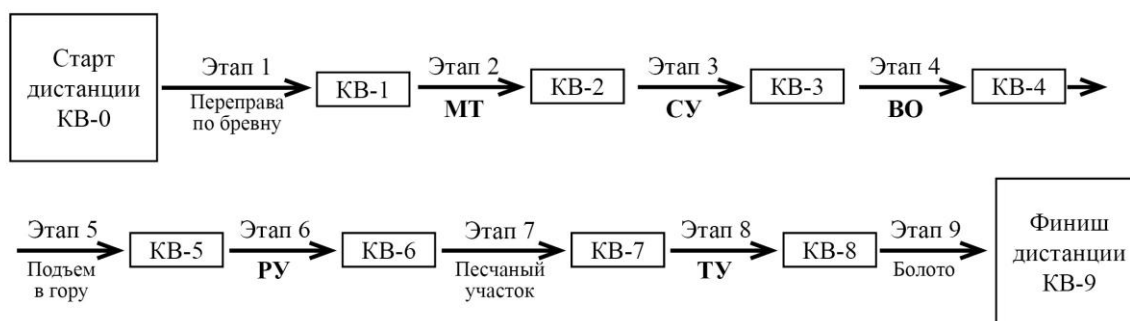 Старт
дистанции
КВ-0
Этап 1
Переправа
по бревну
КВ-1
Этап 2
МТ
КВ-2
Этап 3
СУ
КВ-3
Этап 4
ВО
КВ-4
Этап 5
Подъем
в гору
КВ-5
Этап 6
РУ
КВ-6
Этап 7
Песчаный
участок
КВ-7
Этап 8
ТУ
КВ-8
Этап 9
Болото
Финиш
дистанции
КВ-9